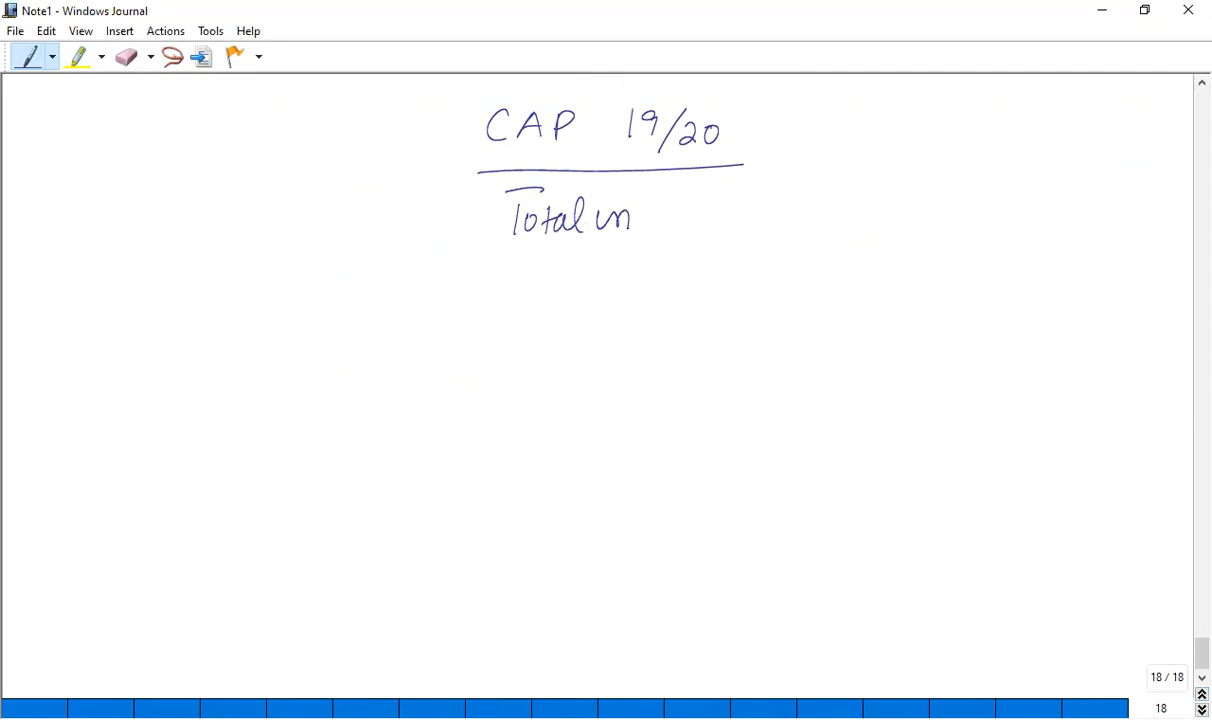 Note1 - Windows Journal
File Edit View Insert Actions Tools Help
CAP 19/20
Total in
18 / 18
18